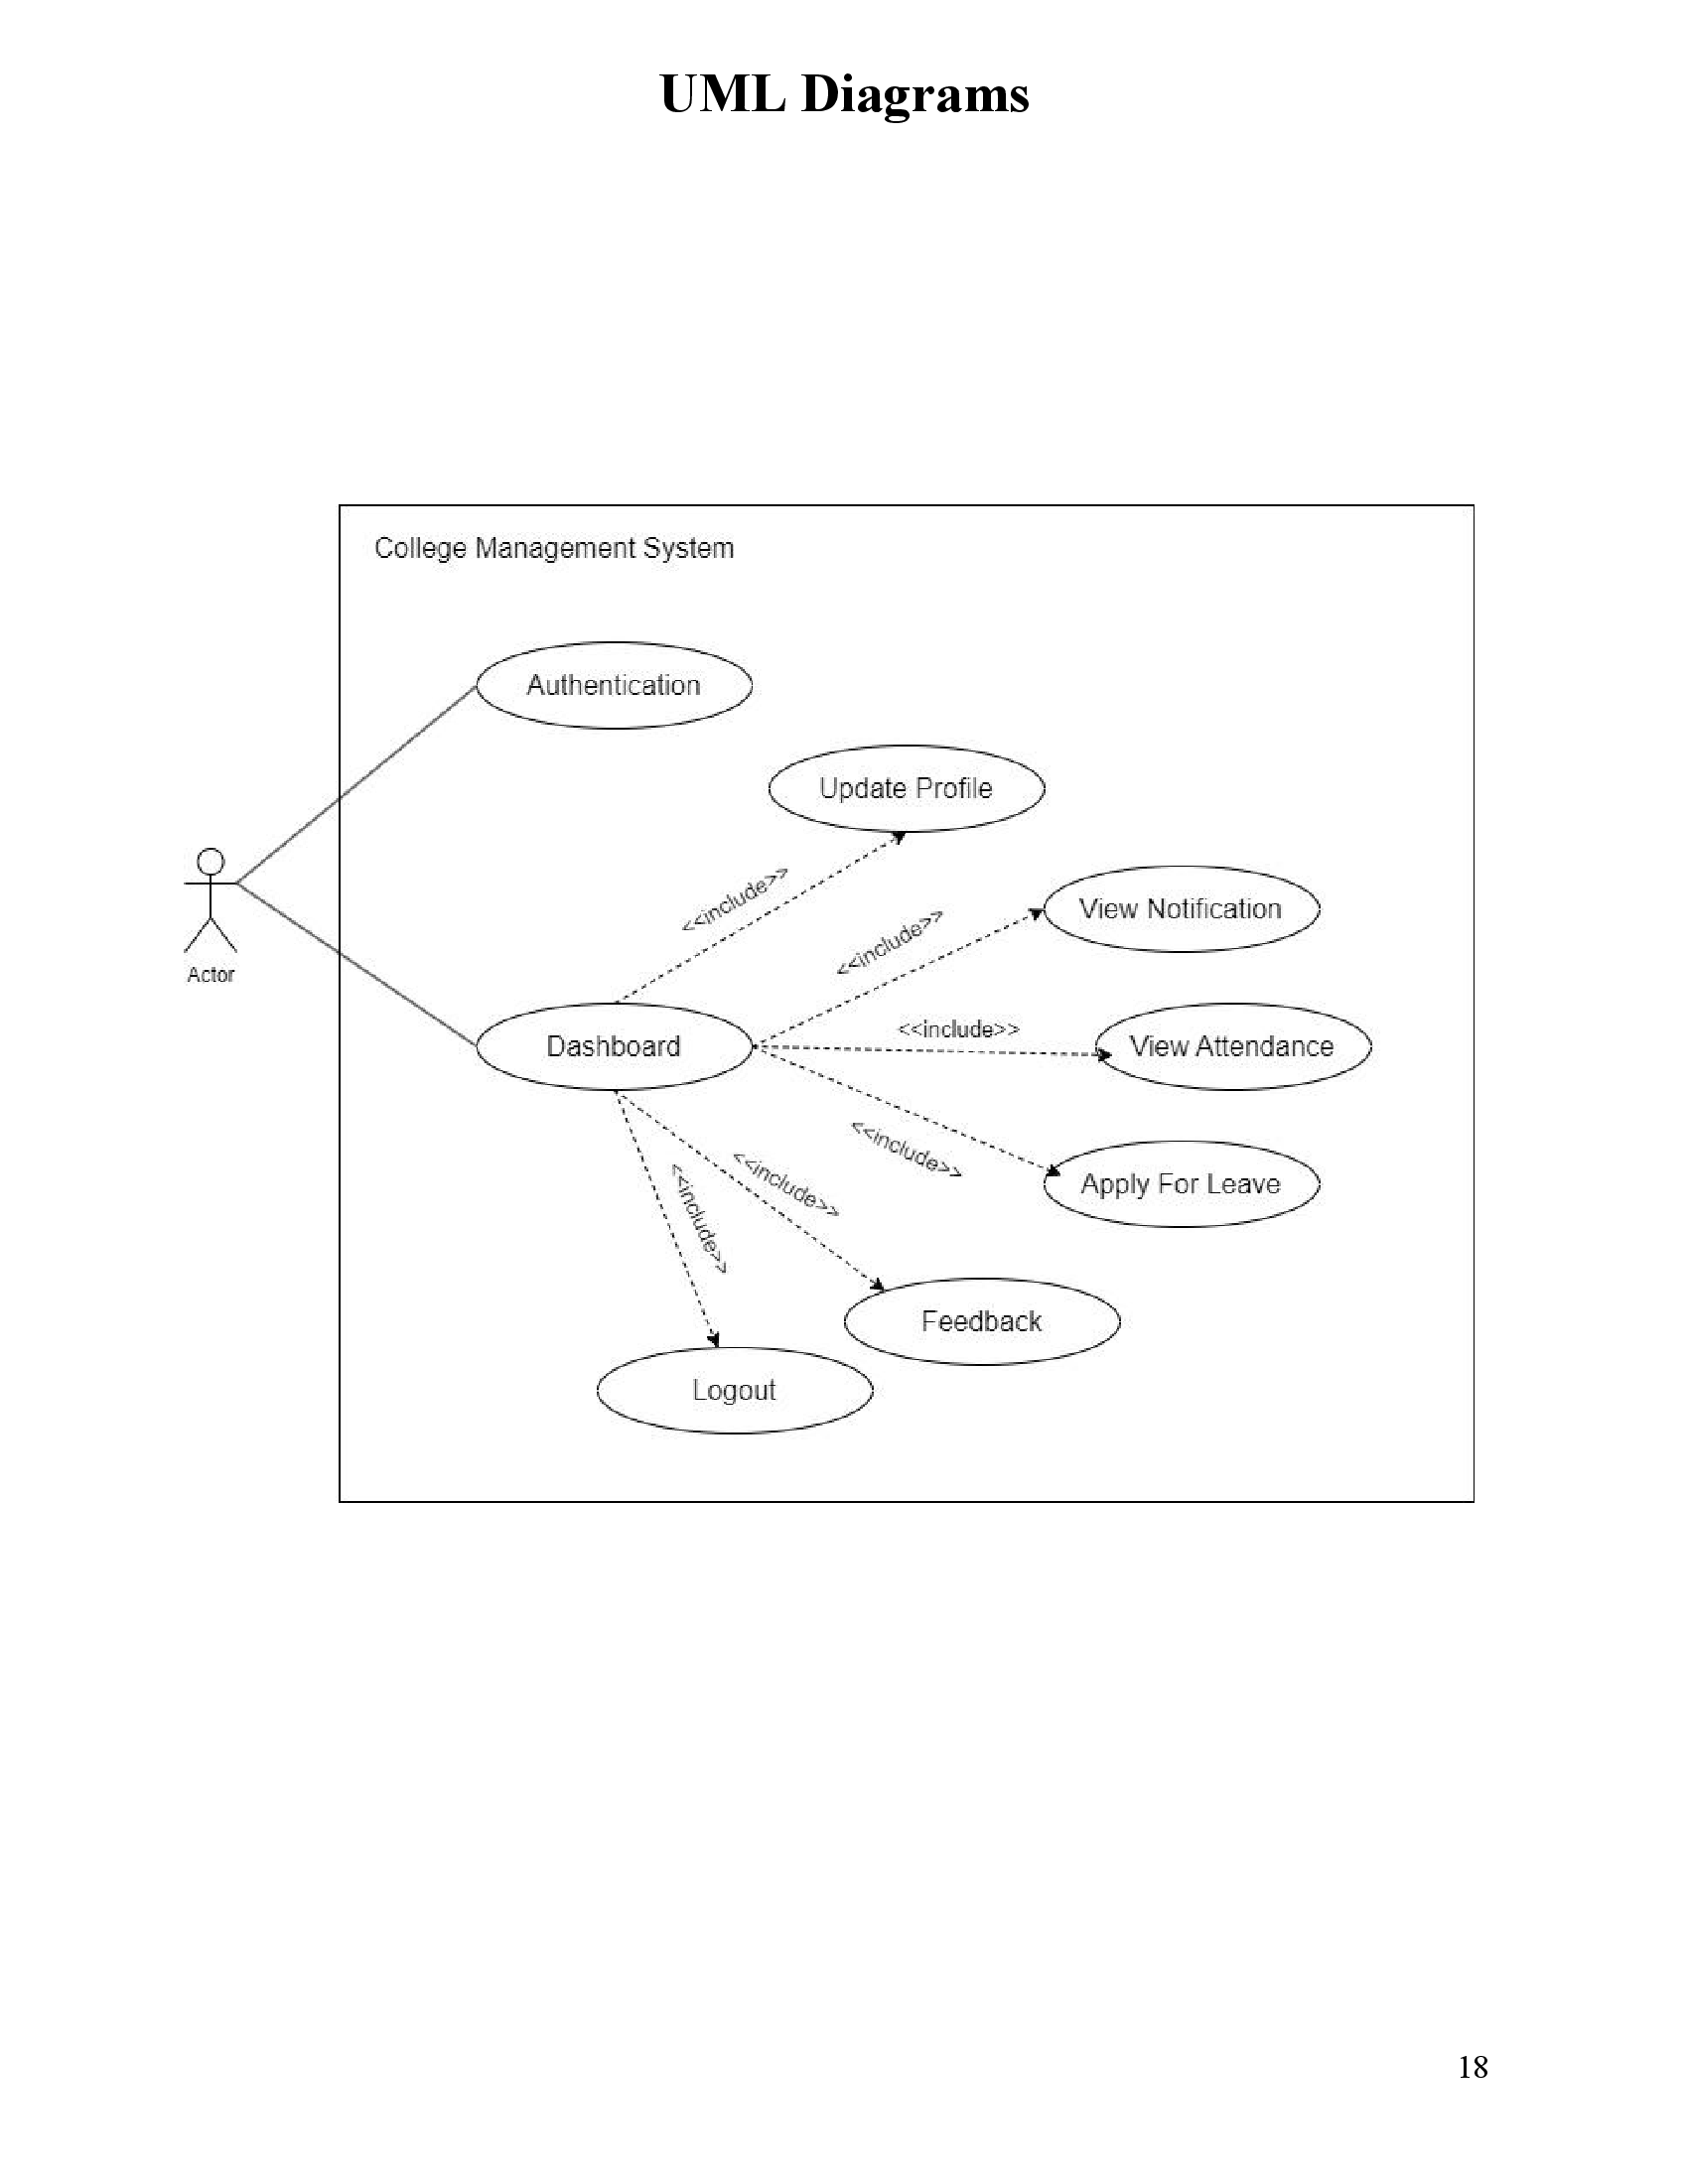 UML Diagrams
College Management System
Authentication
Update Profile
<<include>>
View Notification
<<include>>
Actor
<<include>>
Dashboard
View Attendance
<<include>>
<<include>>
<<include>>
Apply For Leave
Feedback
Logout
18